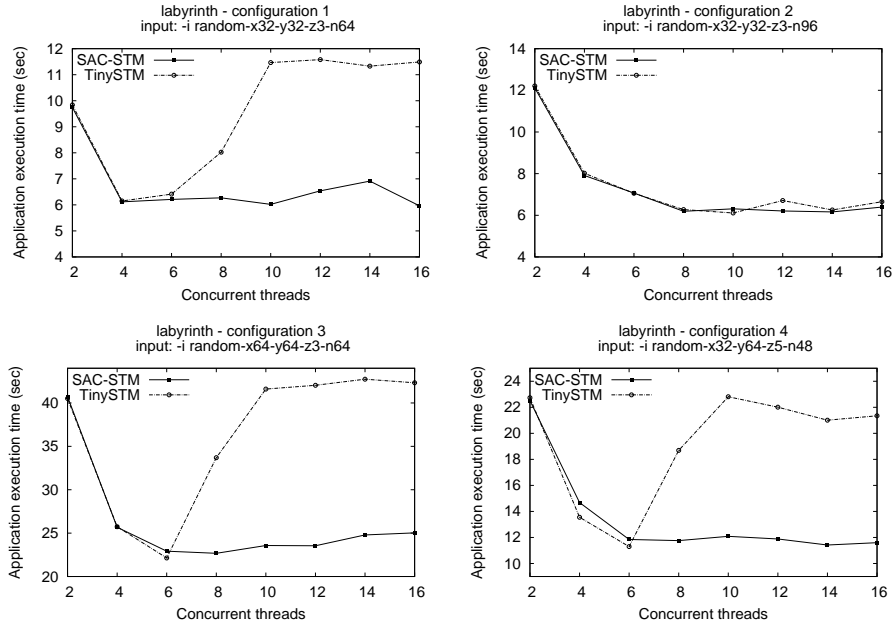 labyrinth - configuration 1
input: -i random-x32-y32-z3-n64
Application execution time (sec)
12
11
10
9
8
7
6
5
4
SAC-STM
TinySTM
2 4 6 8 10 12 14 16
Concurrent threads
labyrinth - configuration 2
input: -i random-x32-y32-z3-n96
Application execution time (sec)
14
12
10
8
6
4
SAC-STM
TinySTM
2 4 6 8 10 12 14 16
Concurrent threads
labyrinth - configuration 3
input: -i random-x64-y64-z3-n64
Application execution time (sec)
40
35
30
25
20
SAC-STM
TinySTM
2 4 6 8 10 12 14 16
Concurrent threads
labyrinth - configuration 4
input: -i random-x32-y64-z5-n48
Application execution time (sec)
24
22
20
18
16
14
12
10
SAC-STM
TinySTM
2 4 6 8 10 12 14 16
Concurrent threads